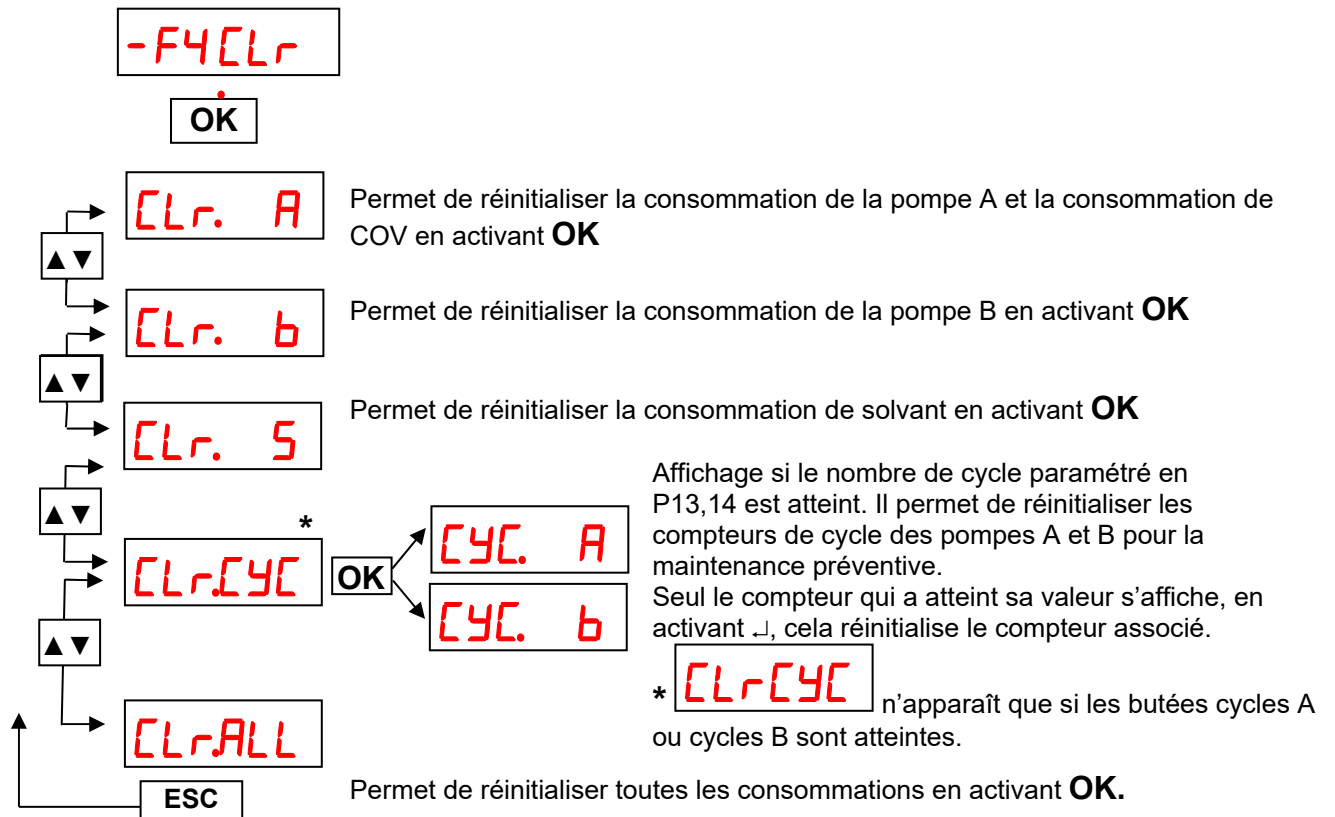 -F4CLr
OK
CLr. A
Permet de réinitialiser la consommation de la pompe A et la consommation de
COV en activant OK
▲▼
CLr. b
Permet de réinitialiser la consommation de la pompe B en activant OK
▲▼
CLr. S
Permet de réinitialiser la consommation de solvant en activant OK
▲▼
*
CLr.CYC
OK
CYC. A
CYC. b
Affichage si le nombre de cycle paramétré en
P13,14 est atteint. Il permet de réinitialiser les
compteurs de cycle des pompes A et B pour la
maintenance préventive.
Seul le compteur qui a atteint sa valeur s’affiche, en
activant ↵, cela réinitialise le compteur associé.
* CLrCYC n’apparaît que si les butées cycles A
ou cycles B sont atteintes.
▲▼
CLr.ALL
ESC
Permet de réinitialiser toutes les consommations en activant OK.